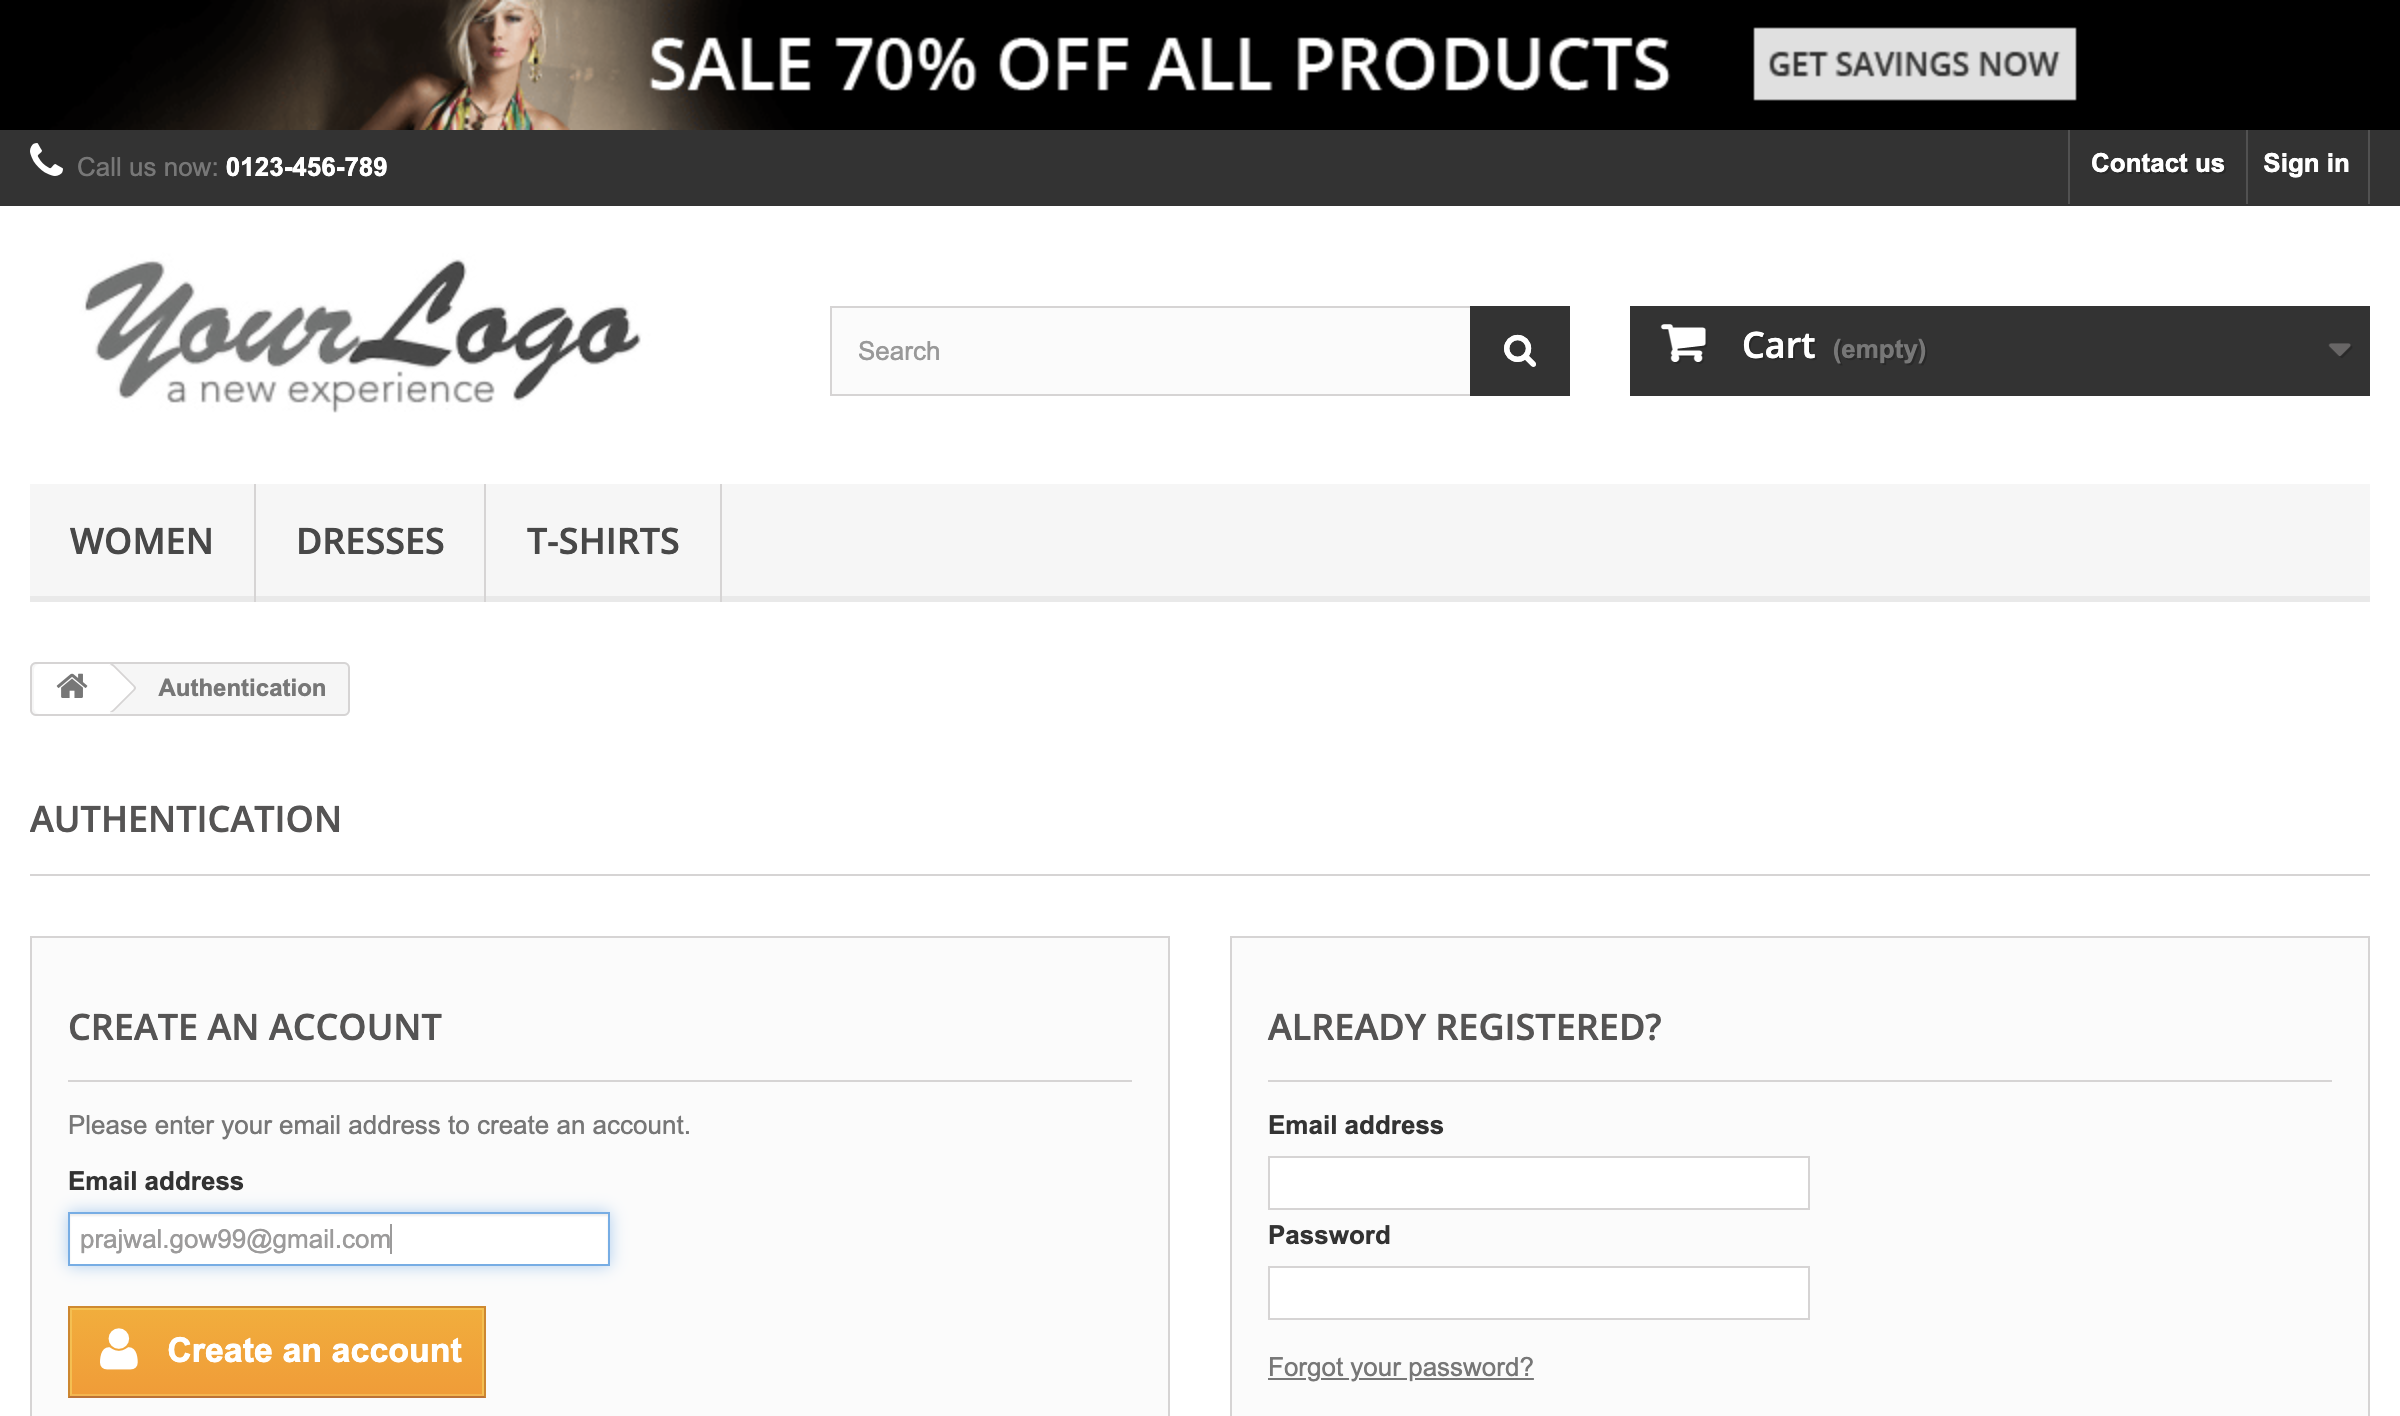 SALE 70% OFF ALL PRODUCTS
GET SAVINGS NOW
Call us now: 0123-456-789
Contact us
Sign in
YourLogo
a new experience
Search
Cart (empty)
WOMEN
DRESSES
T-SHIRTS
Authentication
AUTHENTICATION
CREATE AN ACCOUNT
Please enter your email address to create an account.
Email address
prajwal.gow99@gmail.com
Create an account
ALREADY REGISTERED?
Email address
Password
Forgot your password?